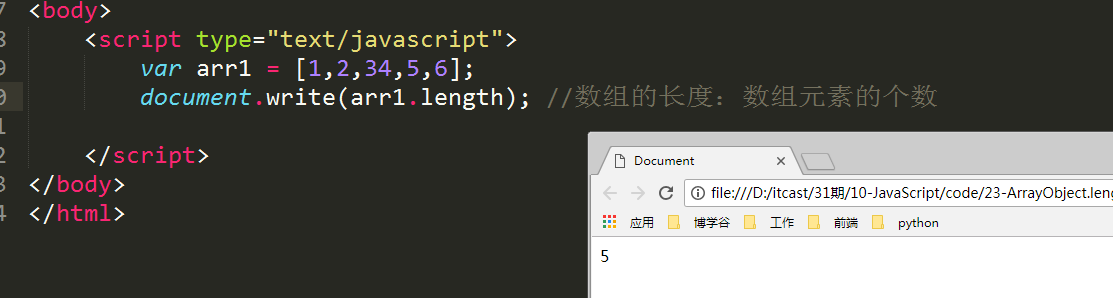 7 <body>
8 <script type="text/javascript">
9 var arr1 = [1,2,34,5,6];
0 document.write(arr1.length); //数组的长度：数组元素的个数
1
2 </script>
3 </body>
4 </html>
Document
file:///D:/itcast/31期/10-JavaScript/code/23-ArrayObject.leng
应用 博学谷 工作 前端 python
5